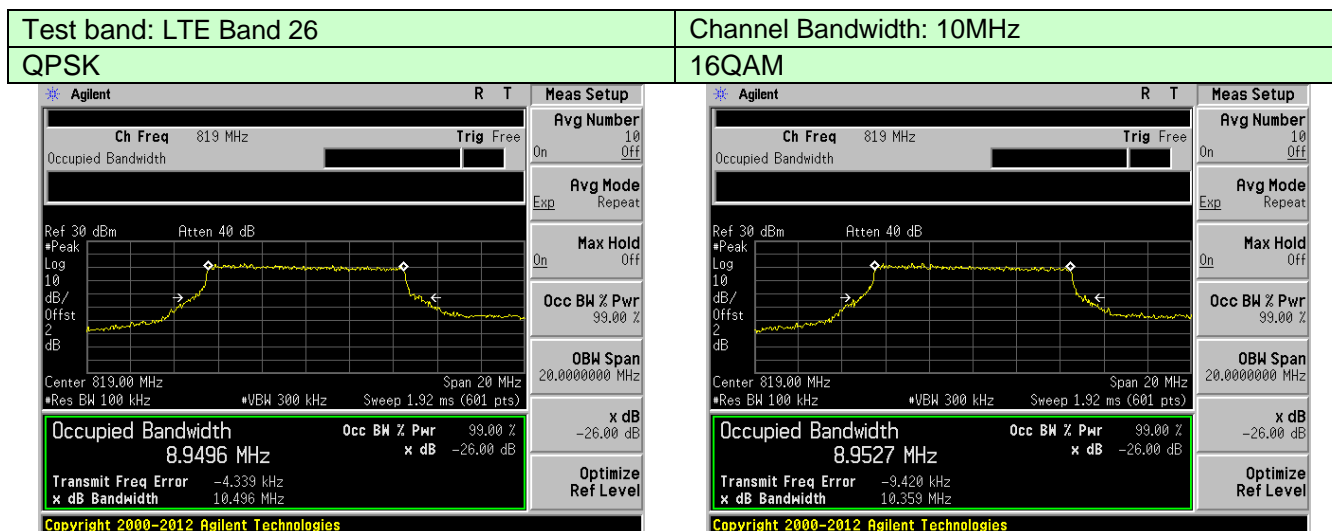 Test band: LTE Band 26
Channel Bandwidth: 10MHz
QPSK
16QAM
Agilent R T
Ch Freq 819 MHz Trig Free
Occupied Bandwidth
Ref 30 dBm Atten 40 dB
#Peak
Log
10
dB/
Offst
2
dB
Center 819.00 MHz Span 20 MHz
#Res BW 100 kHz #VBW 300 kHz Sweep 1.92 ms (601 pts)
Occupied Bandwidth Occ BW % Pwr 99.00 %
8.9496 MHz x dB -26.00 dB
Transmit Freq Error -4.339 kHz
x dB Bandwidth 10.496 MHz
Copyright 2000-2012 Agilent Technologies
Meas Setup
Avg Number
10
On Off
Avg Mode
Exp Repeat
Max Hold
On Off
Occ BW % Pwr
99.00 %
OBW Span
20.0000000 MHz
x dB
-26.00 dB
Optimize
Ref Level
Agilent R T
Ch Freq 819 MHz Trig Free
Occupied Bandwidth
Ref 30 dBm Atten 40 dB
#Peak
Log
10
dB/
Offst
2
dB
Center 819.00 MHz Span 20 MHz
#Res BW 100 kHz #VBW 300 kHz Sweep 1.92 ms (601 pts)
Occupied Bandwidth Occ BW % Pwr 99.00 %
8.9527 MHz x dB -26.00 dB
Transmit Freq Error -9.420 kHz
x dB Bandwidth 10.359 MHz
Copyright 2000-2012 Agilent Technologies
Meas Setup
Avg Number
10
On Off
Avg Mode
Exp Repeat
Max Hold
On Off
Occ BW % Pwr
99.00 %
OBW Span
20.0000000 MHz
x dB
-26.00 dB
Optimize
Ref Level